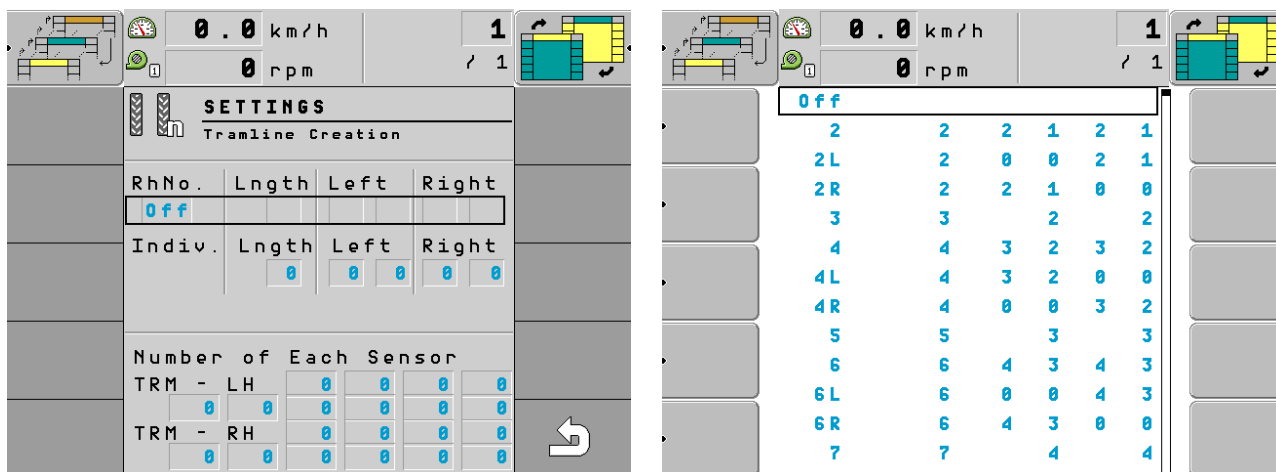 0.0 km/h 1
1 0 rpm / 1
SETTINGS
n Tramline Creation
RhNo. Lngth Left Right
Off
Indiv. Lngth Left Right
0 0 0 0 0
Number of Each Sensor
TRM - LH 0 0 0 0
0 0 0 0 0 0
TRM - RH 0 0 0 0
0 0 0 0 0 0
0.0 km/h 1
1 0 rpm / 1
Off
2 2 2 1 2 1
2L 2 0 0 2 1
2R 2 2 1 0 0
3 3 2 2
4 4 3 2 3 2
4L 4 3 2 0 0
4R 4 0 0 3 2
5 5 3 3
6 6 4 3 4 3
6L 6 0 0 4 3
6R 6 4 3 0 0
7 7 4 4